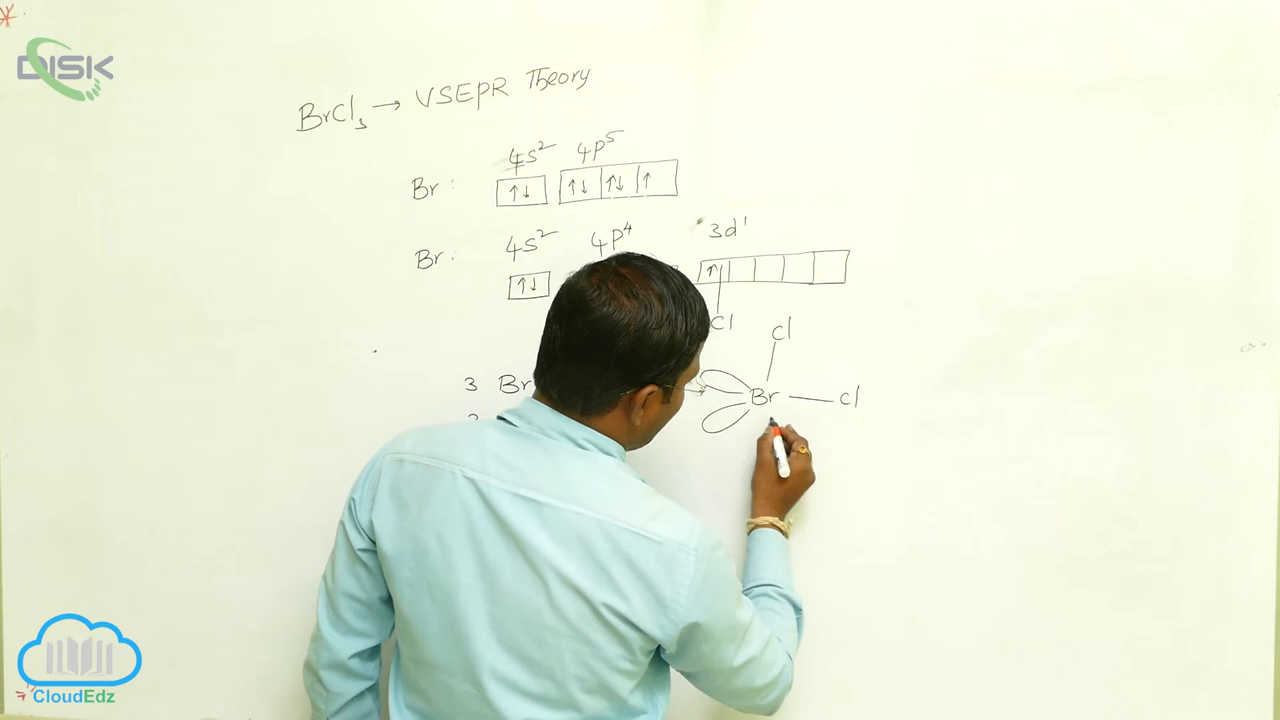 DISK
BrCl₃ → VSEPR Theory
4s² 4p⁵
Br : ↑↓ ↑↓ ↑↓ ↑
4s² 4p⁴ 3d¹
Br : ↑↓ ↑
Cl
Cl
3 Br
Br — Cl
CloudEdz